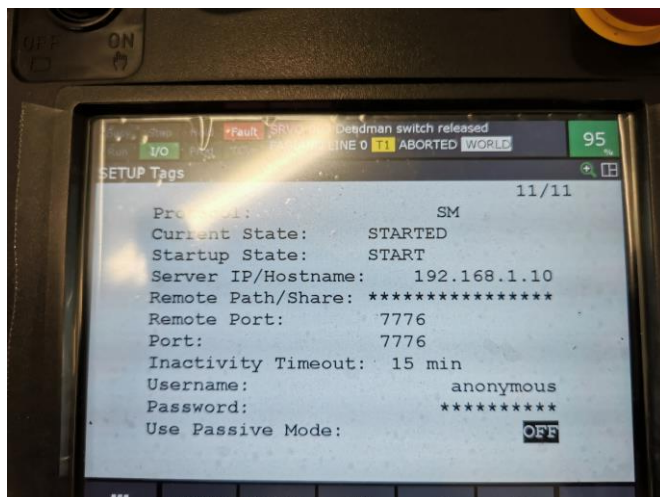 OFF ON
Fault Deadman switch released
I/O LINE 0 T1 ABORTED WORLD 95 %
SETUP Tags
11/11
Protocol: SM
Current State: STARTED
Startup State: START
Server IP/Hostname: 192.168.1.10
Remote Path/Share: ****************
Remote Port: 7776
Port: 7776
Inactivity Timeout: 15 min
Username: anonymous
Password: **********
Use Passive Mode: OFF